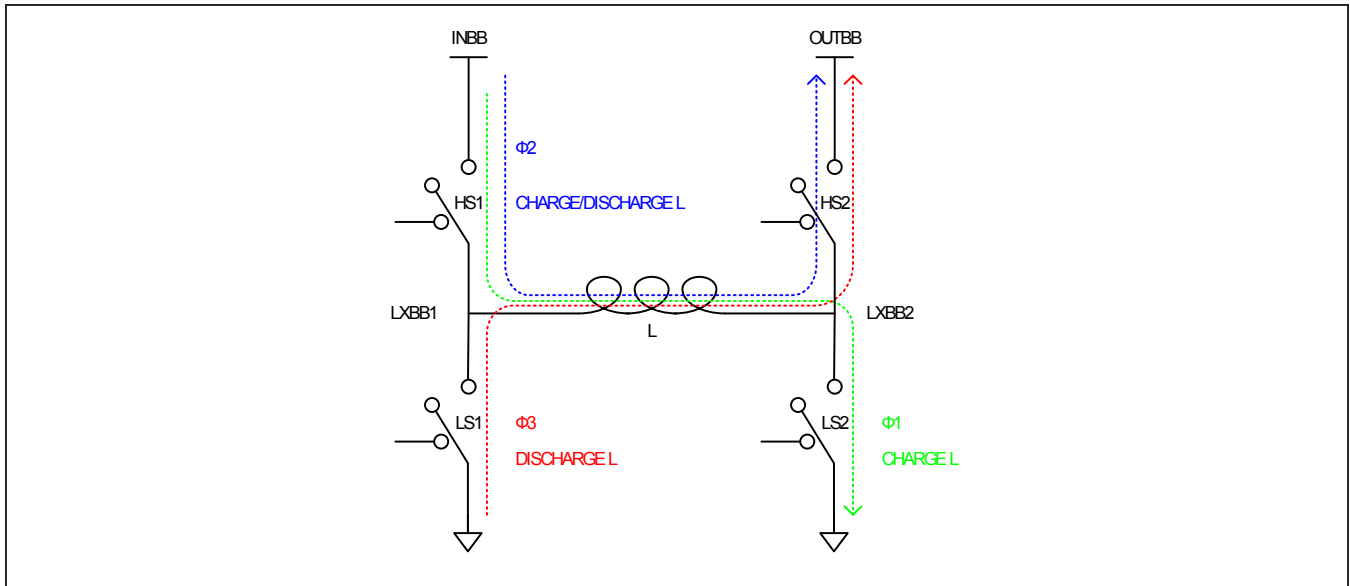 INBB
OUTBB
Φ2
CHARGE/DISCHARGE L
HS1
HS2
LXBB1
L
LXBB2
LS1
Φ3
DISCHARGE L
LS2
Φ1
CHARGE L